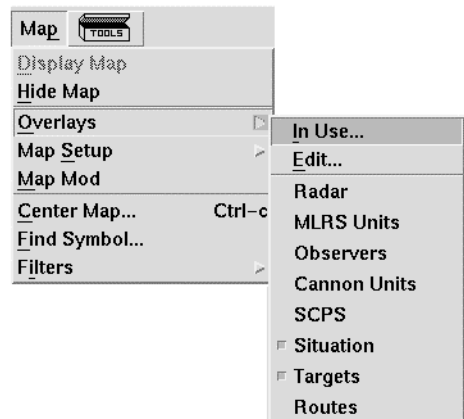 Map TOOLS
Display Map
Hide Map
Overlays
Map Setup
Map Mod
Center Map... Ctrl-c
Find Symbol...
Filters
In Use...
Edit...
Radar
MLRS Units
Observers
Cannon Units
SCPS
Situation
Targets
Routes